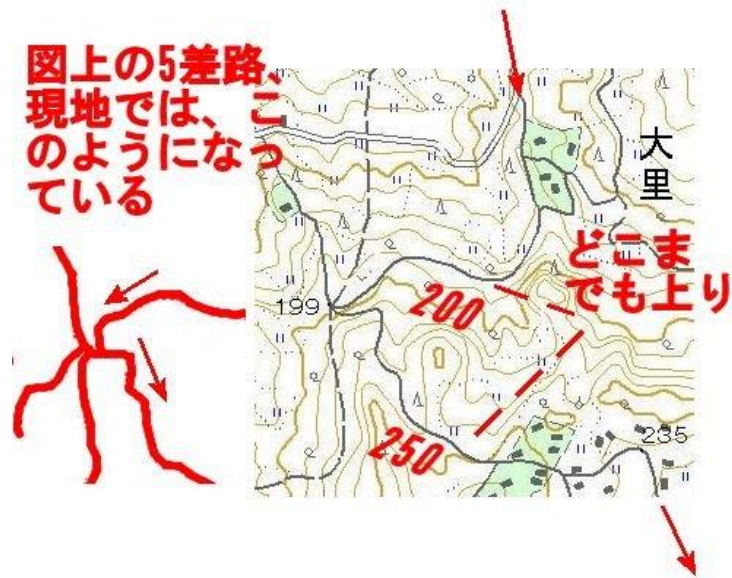 図上の5差路、
現地では、こ
のようになっ
ている
大里
どこま
でも上り
199
200
250
235